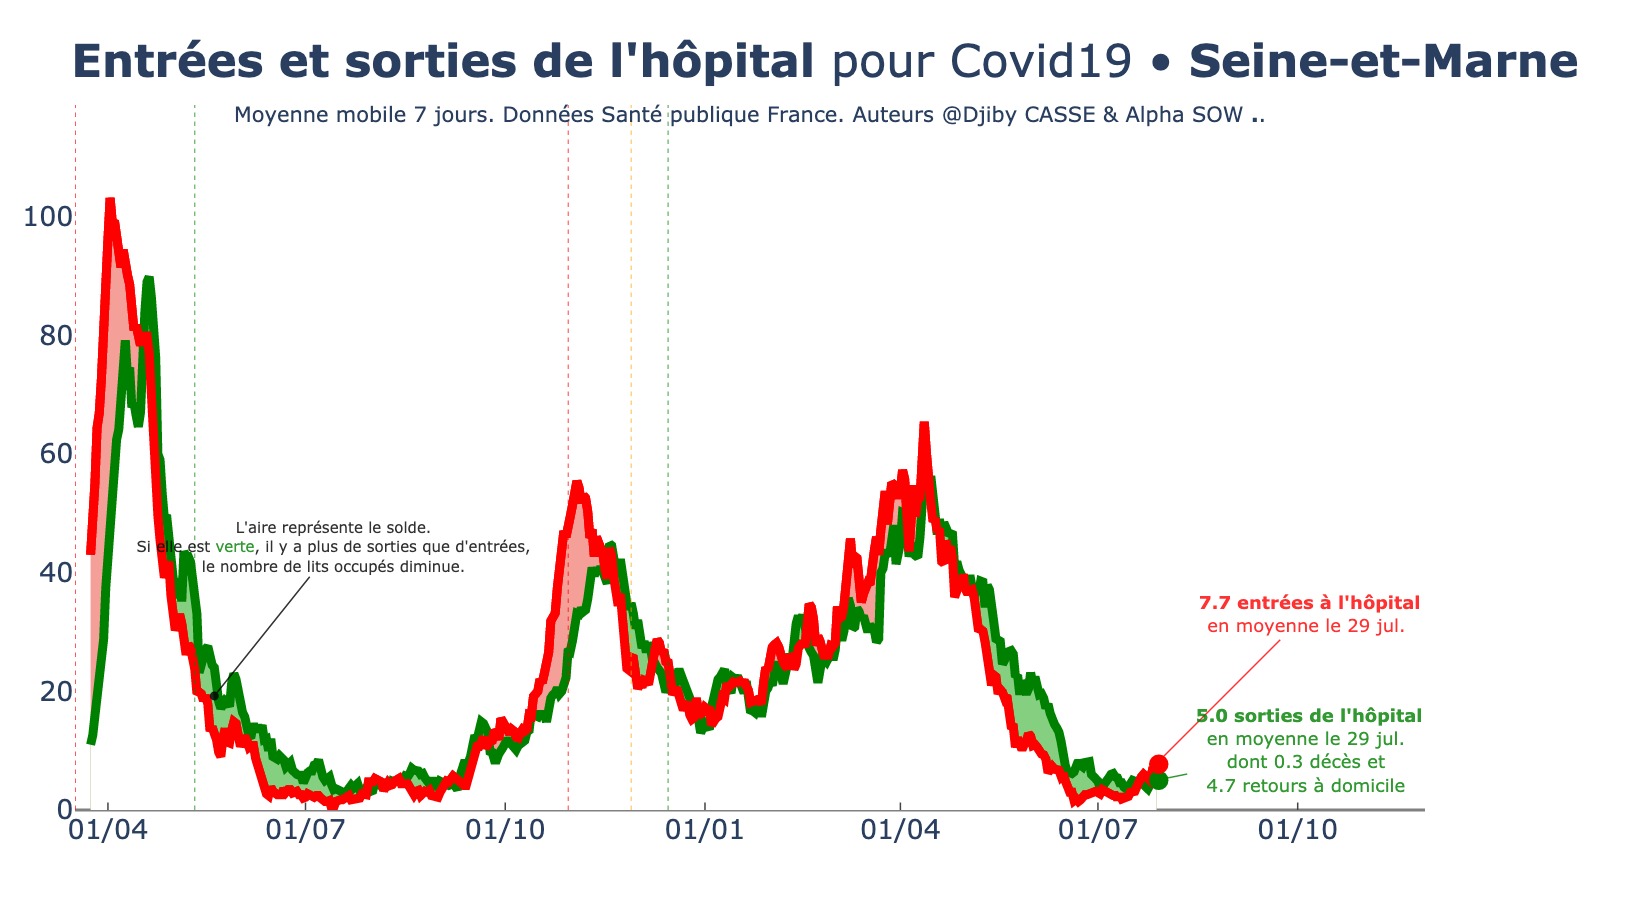 Entrées et sorties de l'hôpital pour Covid19 • Seine-et-Marne
Moyenne mobile 7 jours. Données Santé publique France. Auteurs @Djiby CASSE & Alpha SOW ..
100
80
60
40
20
0
L'aire représente le solde.
Si elle est verte, il y a plus de sorties que d'entrées,
le nombre de lits occupés diminue.
7.7 entrées à l'hôpital
en moyenne le 29 jul.
5.0 sorties de l'hôpital
en moyenne le 29 jul.
dont 0.3 décès et
4.7 retours à domicile
01/04 01/07 01/10 01/01 01/04 01/07 01/10